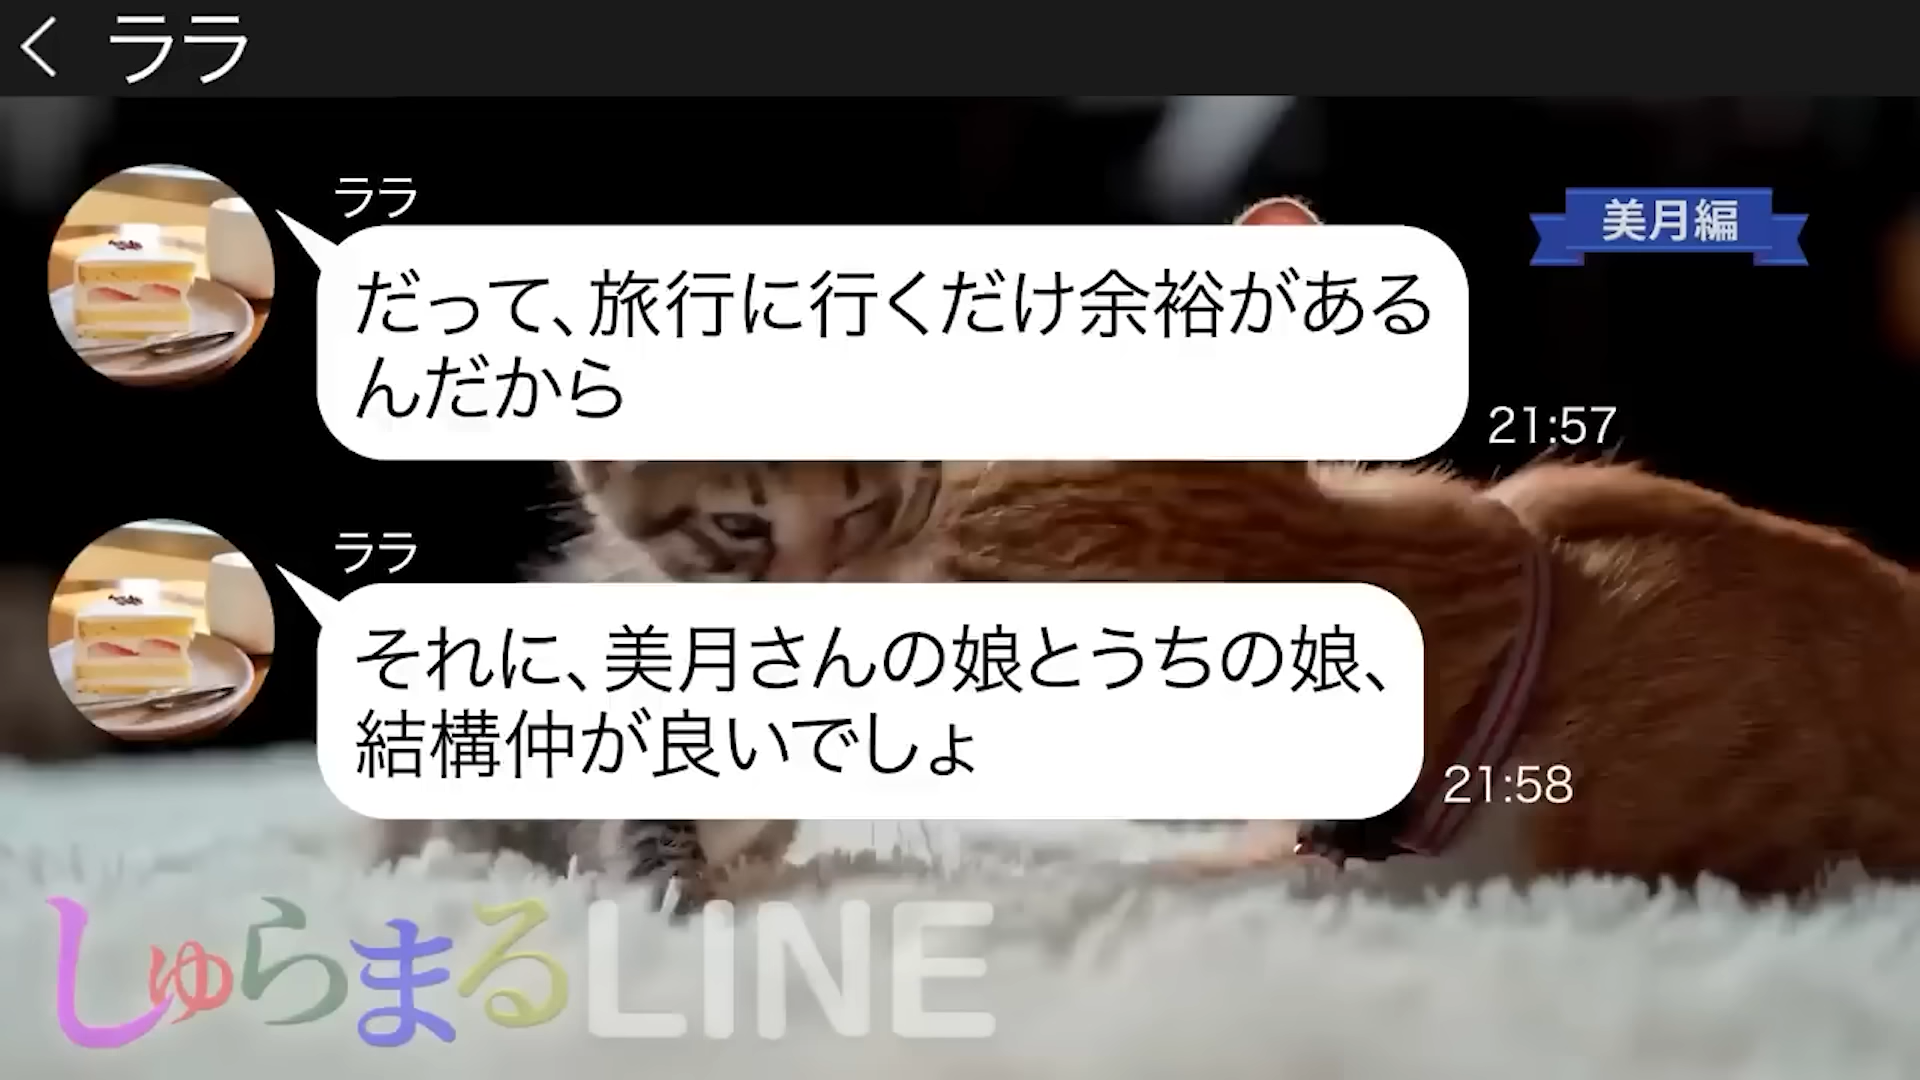 ララ
美月編
ララ
だって、旅行に行くだけ余裕がある
んだから
21:57
ララ
それに、美月さんの娘とうちの娘、
結構仲が良いでしょ
21:58
しゅらまるLINE